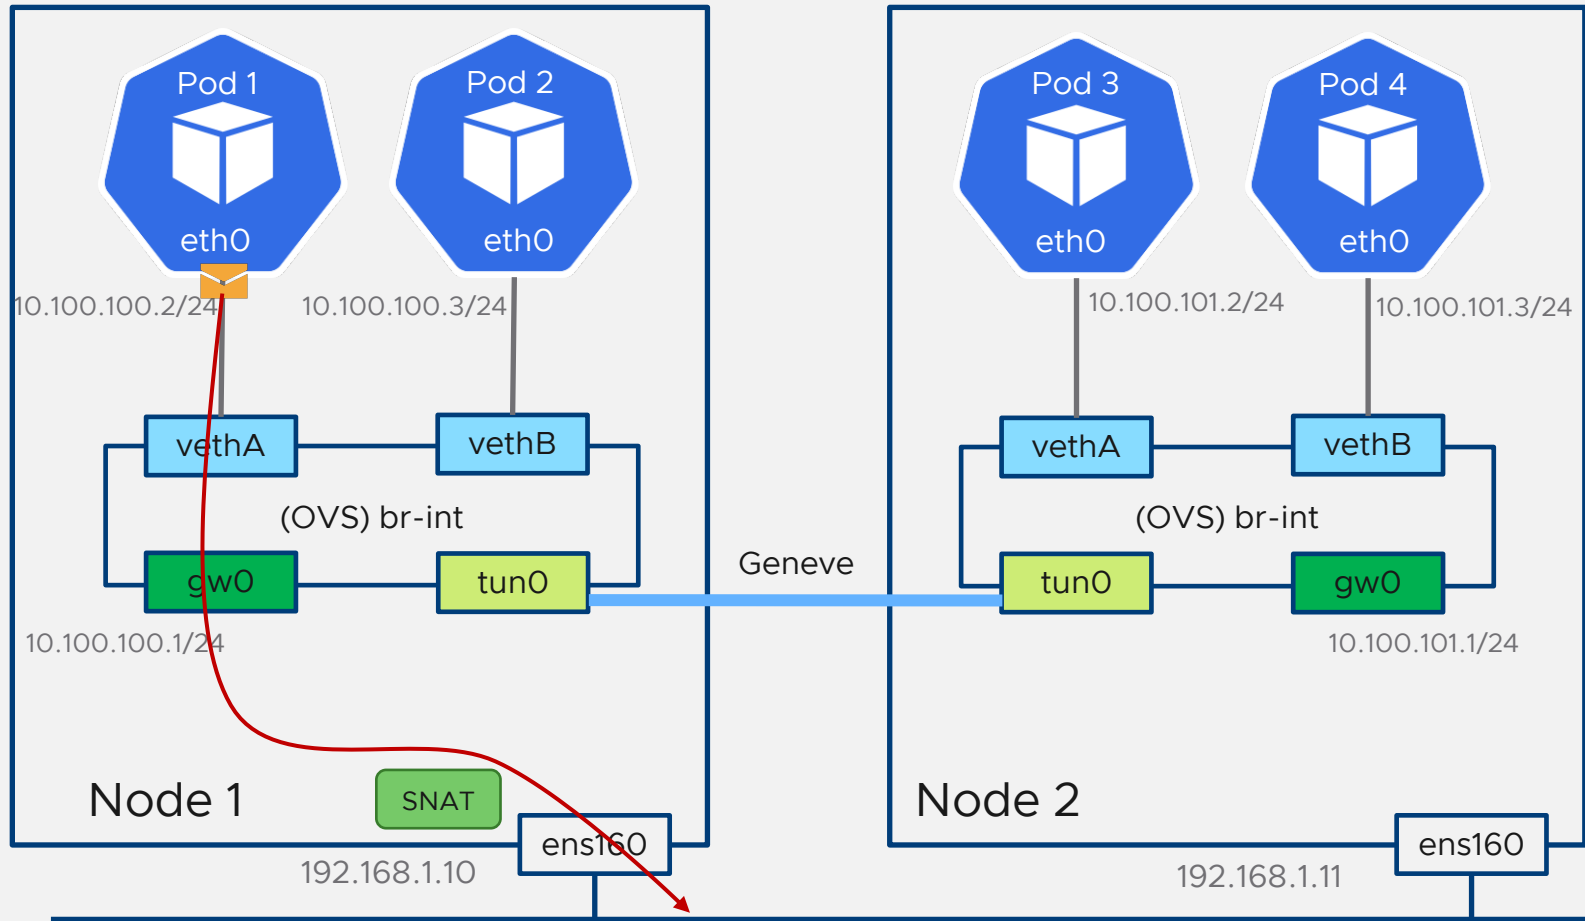 Pod 1
Pod 2
Pod 3
Pod 4
eth0
eth0
eth0
eth0
10.100.100.2/24
10.100.100.3/24
10.100.101.2/24
10.100.101.3/24
vethA
vethB
vethA
vethB
(OVS) br-int
(OVS) br-int
Geneve
gw0
tun0
tun0
gw0
10.100.100.1/24
10.100.101.1/24
Node 1
SNAT
Node 2
ens160
ens160
192.168.1.10
192.168.1.11